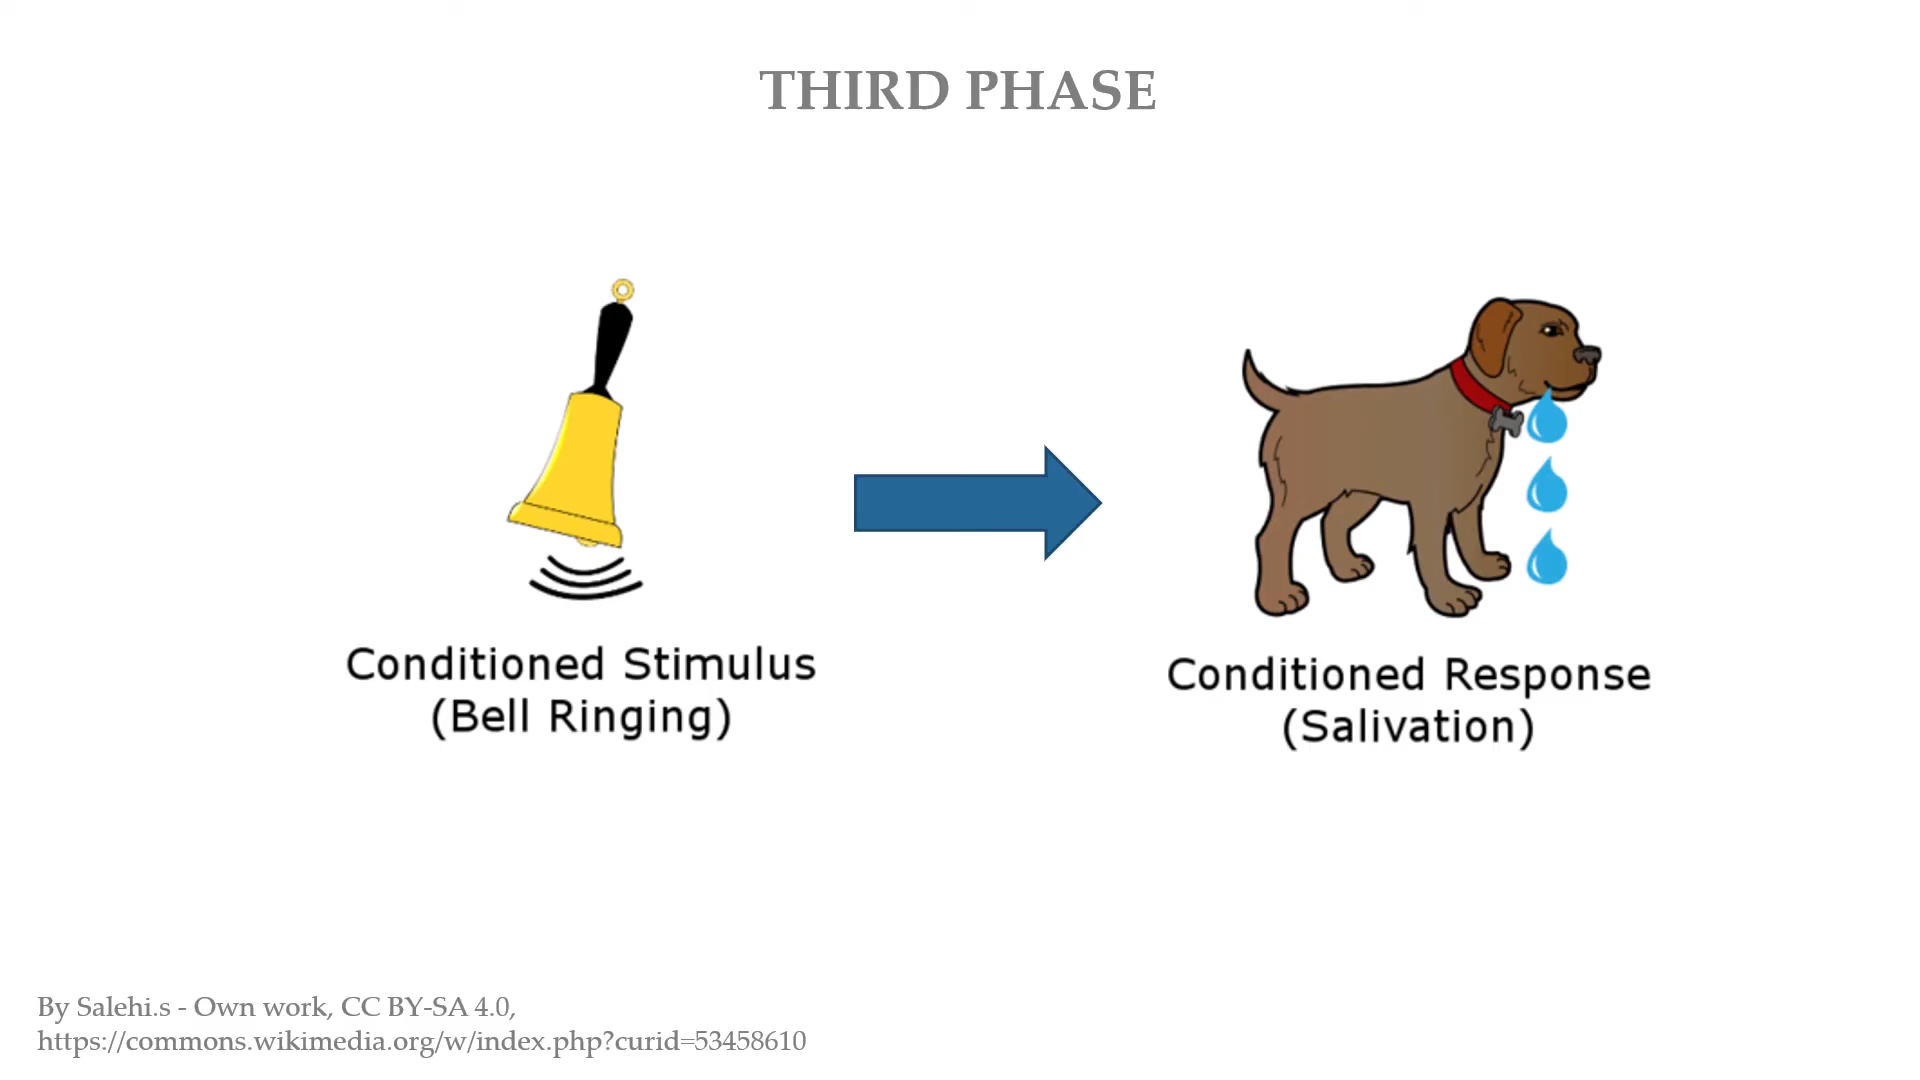 THIRD PHASE
Conditioned Stimulus
(Bell Ringing)
Conditioned Response
(Salivation)
By Salehi.s - Own work, CC BY-SA 4.0,
https://commons.wikimedia.org/w/index.php?curid=53458610